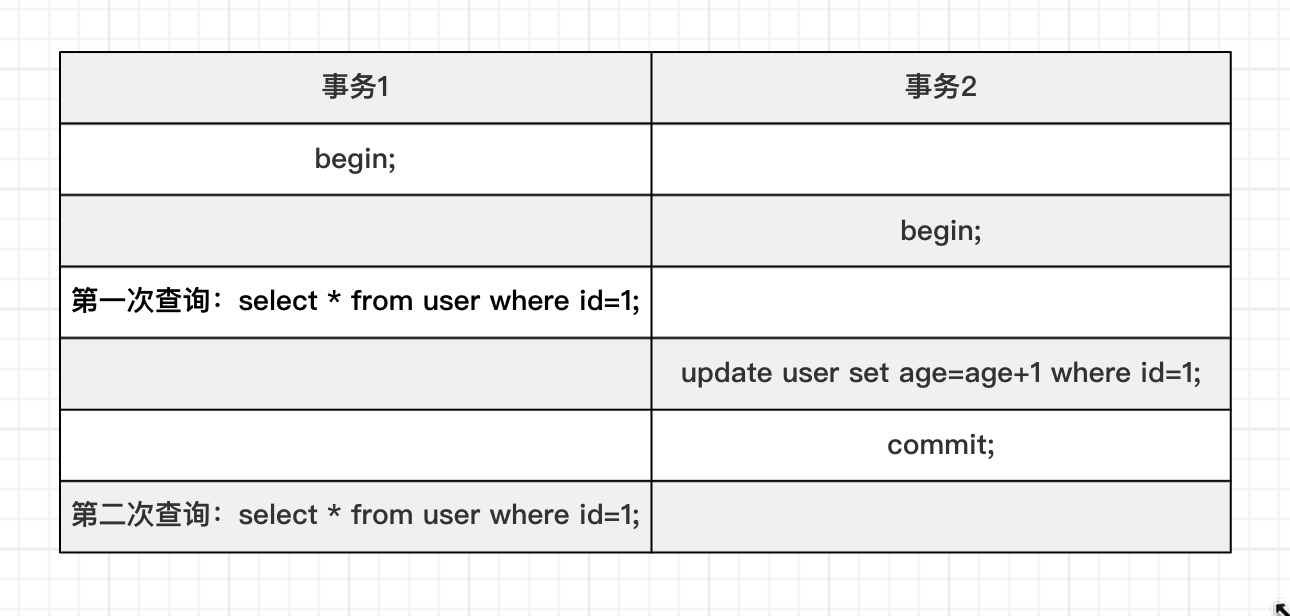 事务1
事务2
begin;
begin;
第一次查询：select * from user where id=1;
update user set age=age+1 where id=1;
commit;
第二次查询：select * from user where id=1;